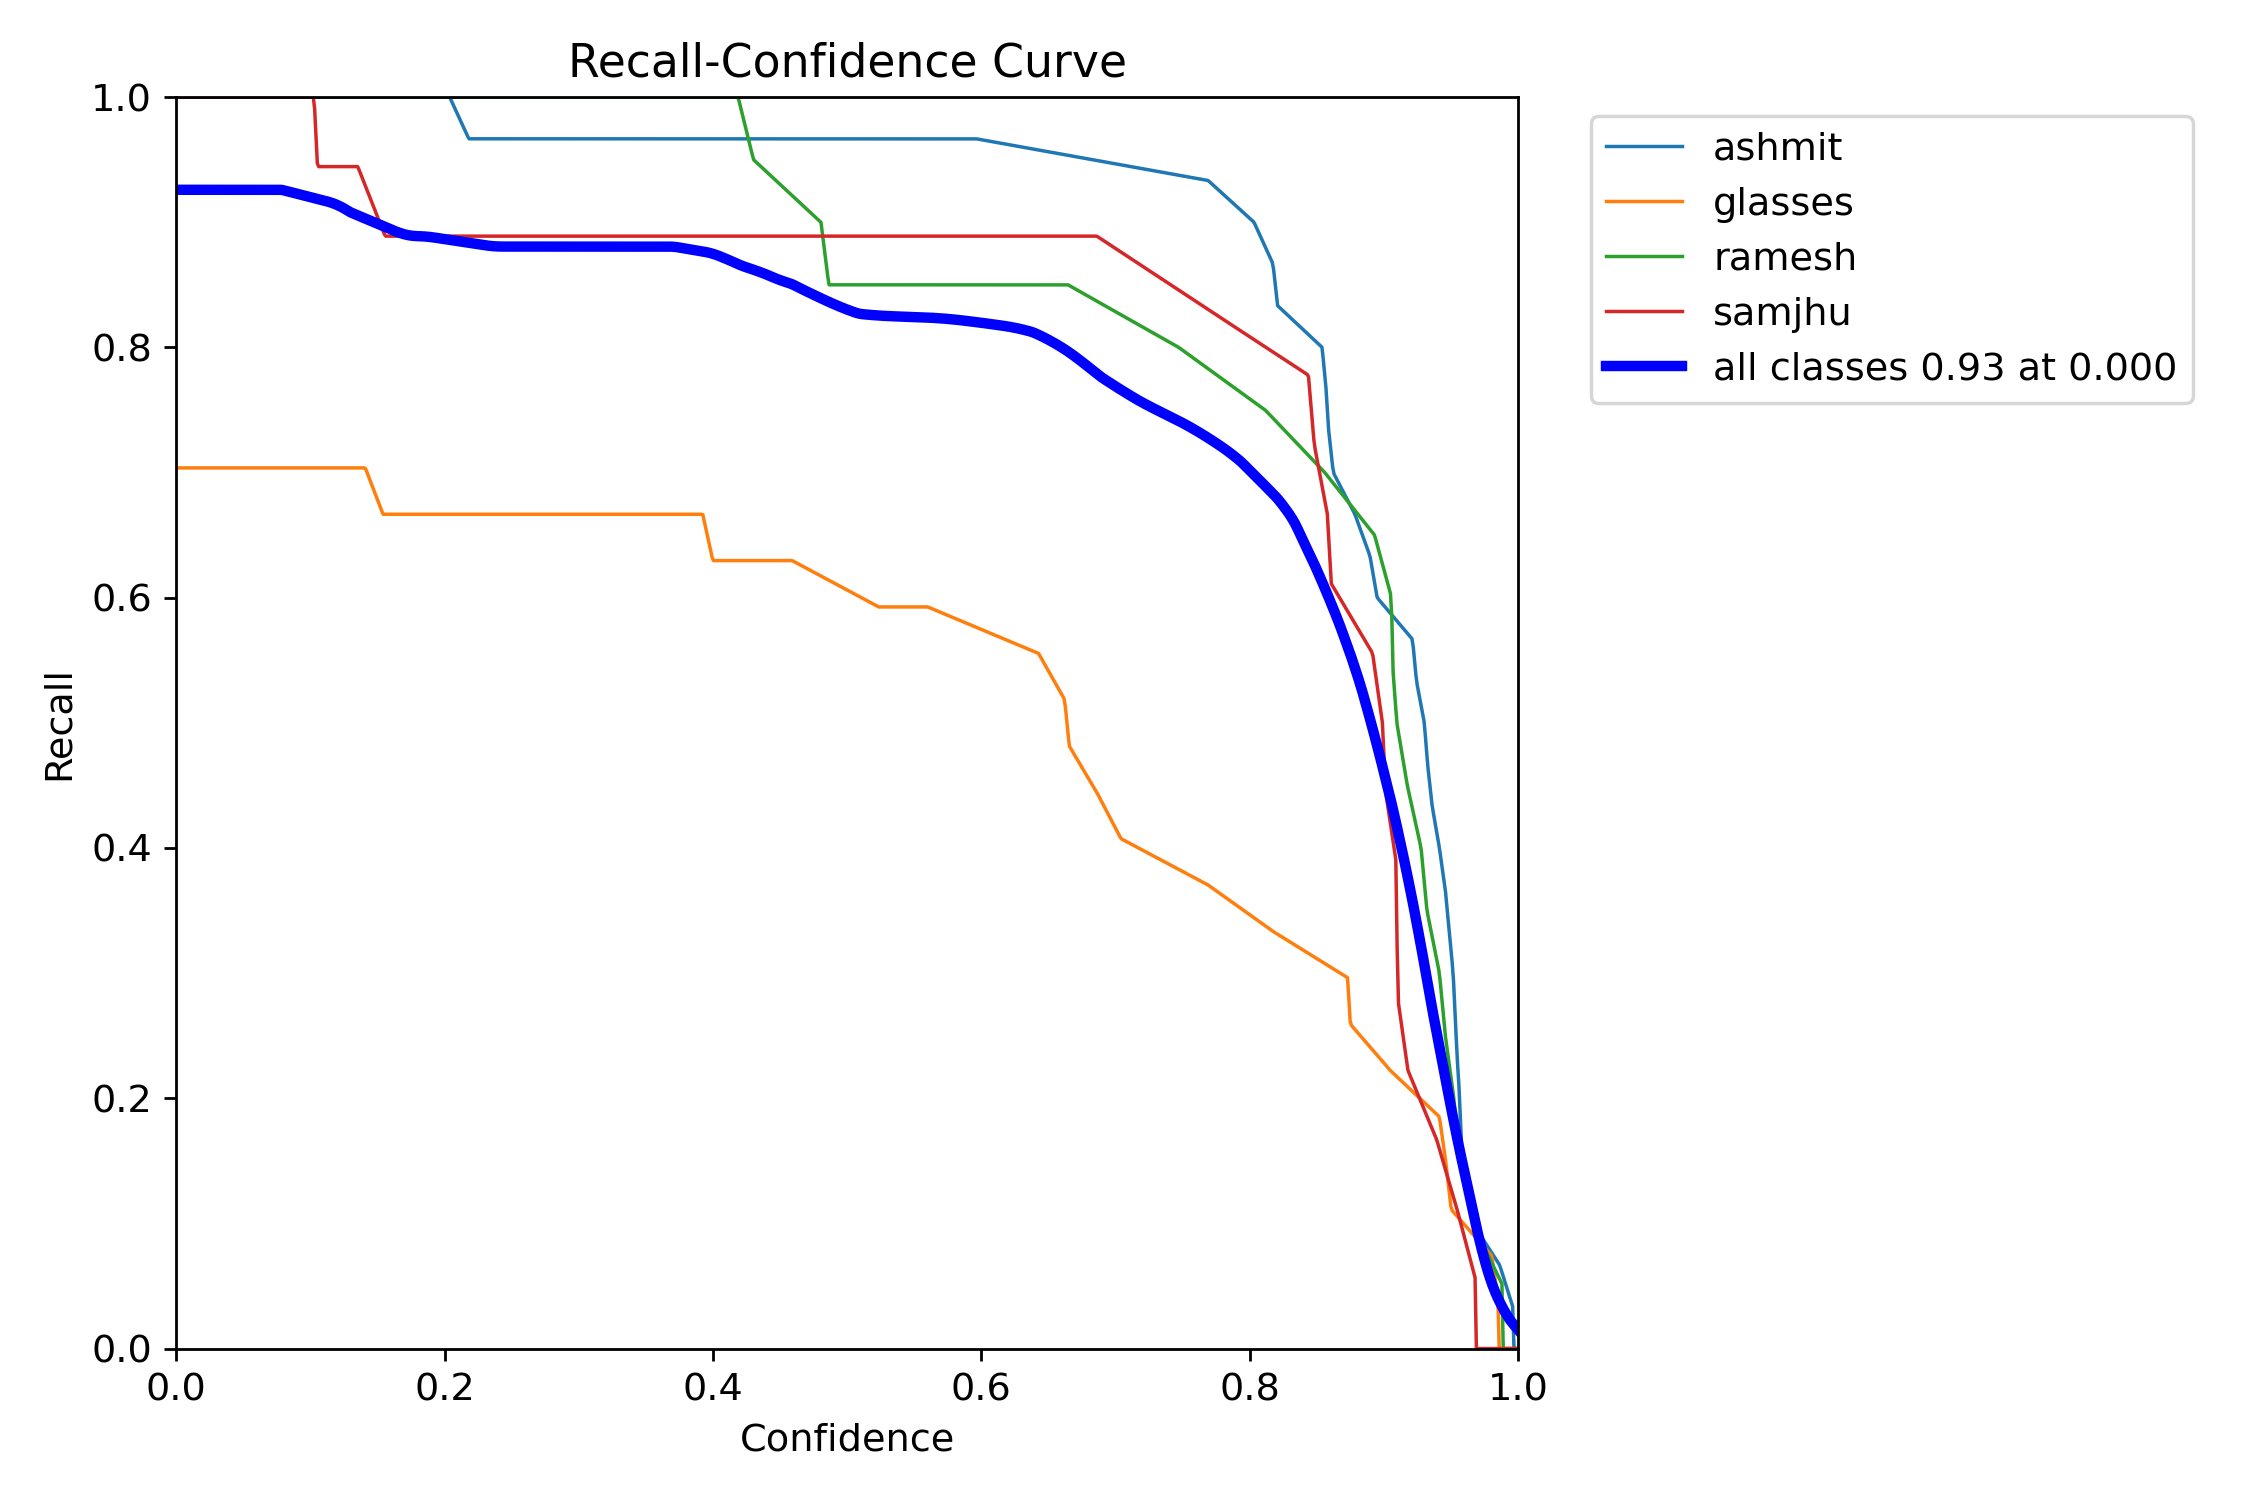 Recall-Confidence Curve
1.0
0.8
0.6
0.4
0.2
0.0
Recall
0.0 0.2 0.4 0.6 0.8 1.0
Confidence
ashmit
glasses
ramesh
samjhu
all classes 0.93 at 0.000